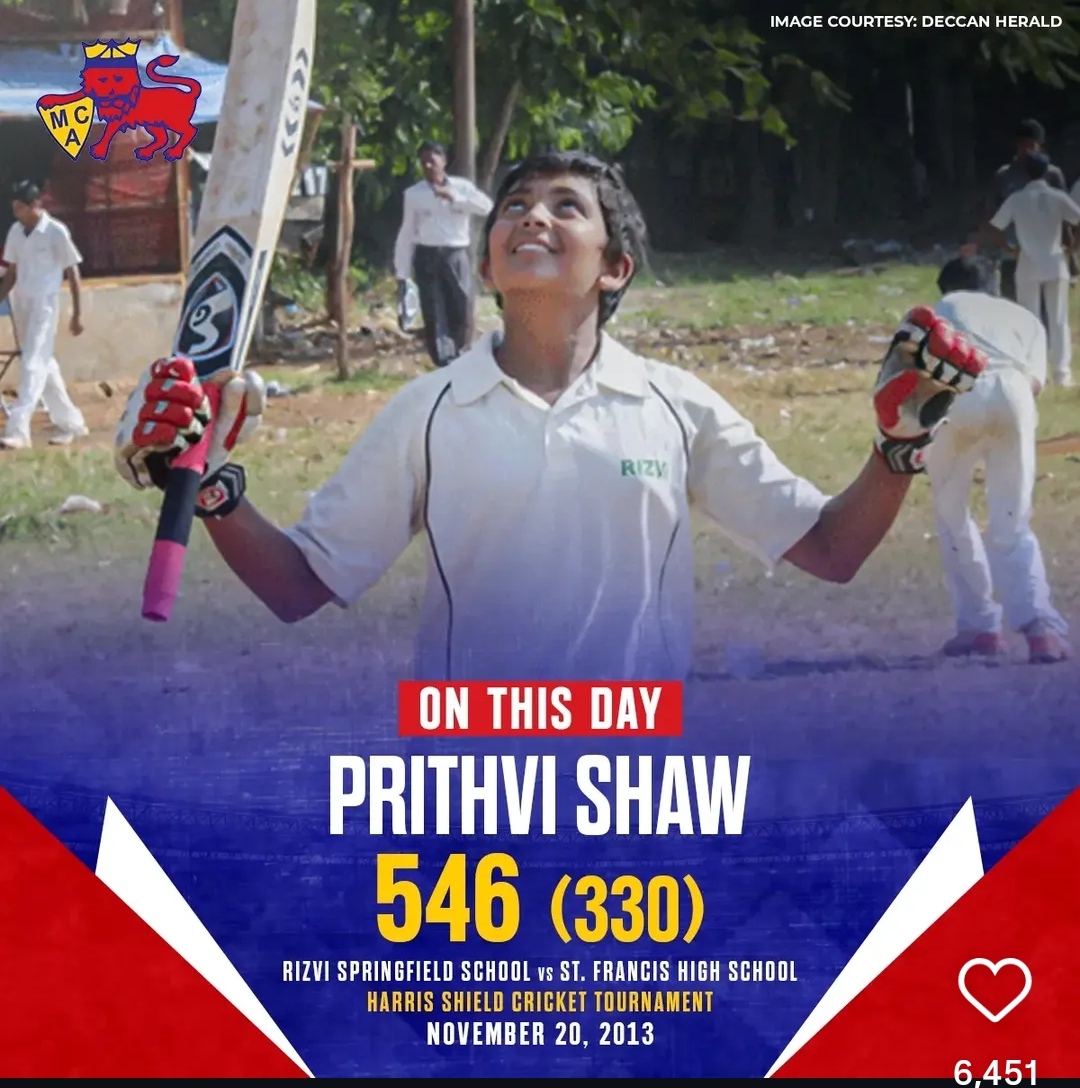 IMAGE COURTESY: DECCAN HERALD
M C
A
RIZVI
ON THIS DAY
PRITHVI SHAW
546 (330)
RIZVI SPRINGFIELD SCHOOL vs ST. FRANCIS HIGH SCHOOL
HARRIS SHIELD CRICKET TOURNAMENT
NOVEMBER 20, 2013
6,451